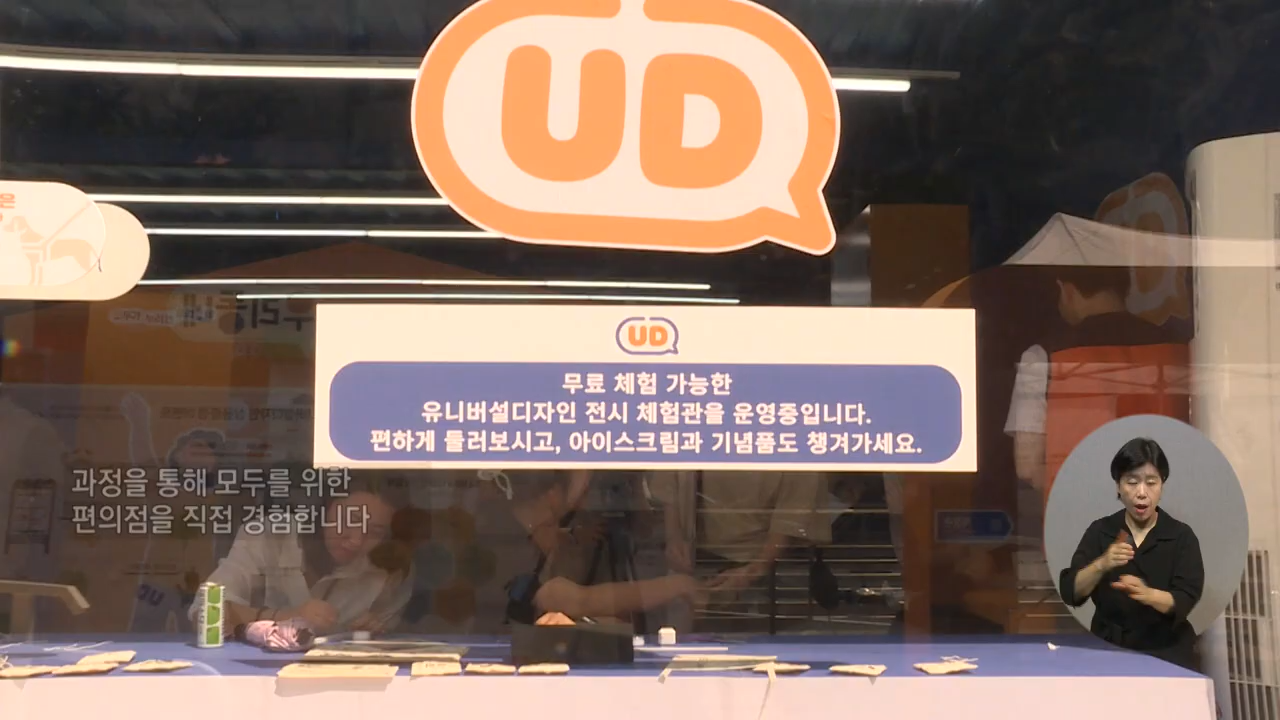 UD
은
UD
무료 체험 가능한
유니버설디자인 전시 체험관을 운영중입니다.
편하게 둘러보시고, 아이스크림과 기념품도 챙겨가세요.
과정을 통해 모두를 위한
편의점을 직접 경험합니다